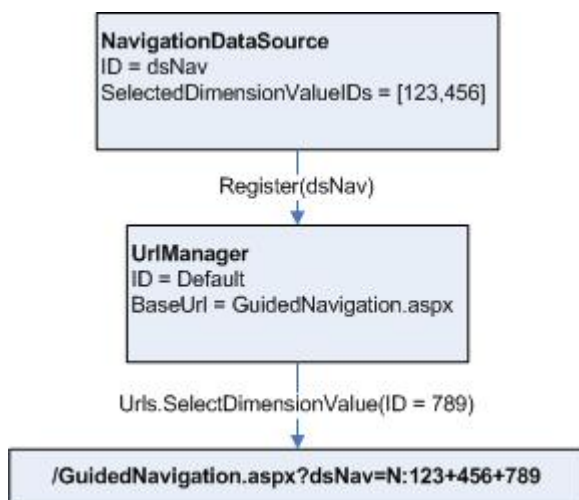 NavigationDataSource
ID = dsNav
SelectedDimensionValueIDs = [123,456]
Register(dsNav)
UrlManager
ID = Default
BaseUrl = GuidedNavigation.aspx
Urls.SelectDimensionValue(ID = 789)
/GuidedNavigation.aspx?dsNav=N:123+456+789